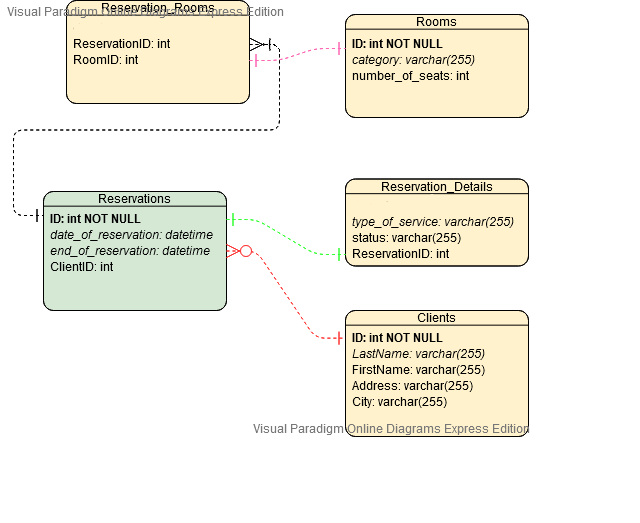 Reservation_Rooms
Visual Paradigm Online Diagrams Express Edition
ReservationID: int
RoomID: int
Rooms
ID: int NOT NULL
category: varchar(255)
number_of_seats: int
Reservations
ID: int NOT NULL
date_of_reservation: datetime
end_of_reservation: datetime
ClientID: int
Reservation_Details
type_of_service: varchar(255)
status: varchar(255)
ReservationID: int
Clients
ID: int NOT NULL
LastName: varchar(255)
FirstName: varchar(255)
Address: varchar(255)
City: varchar(255)
Visual Paradigm Online Diagrams Express Edition